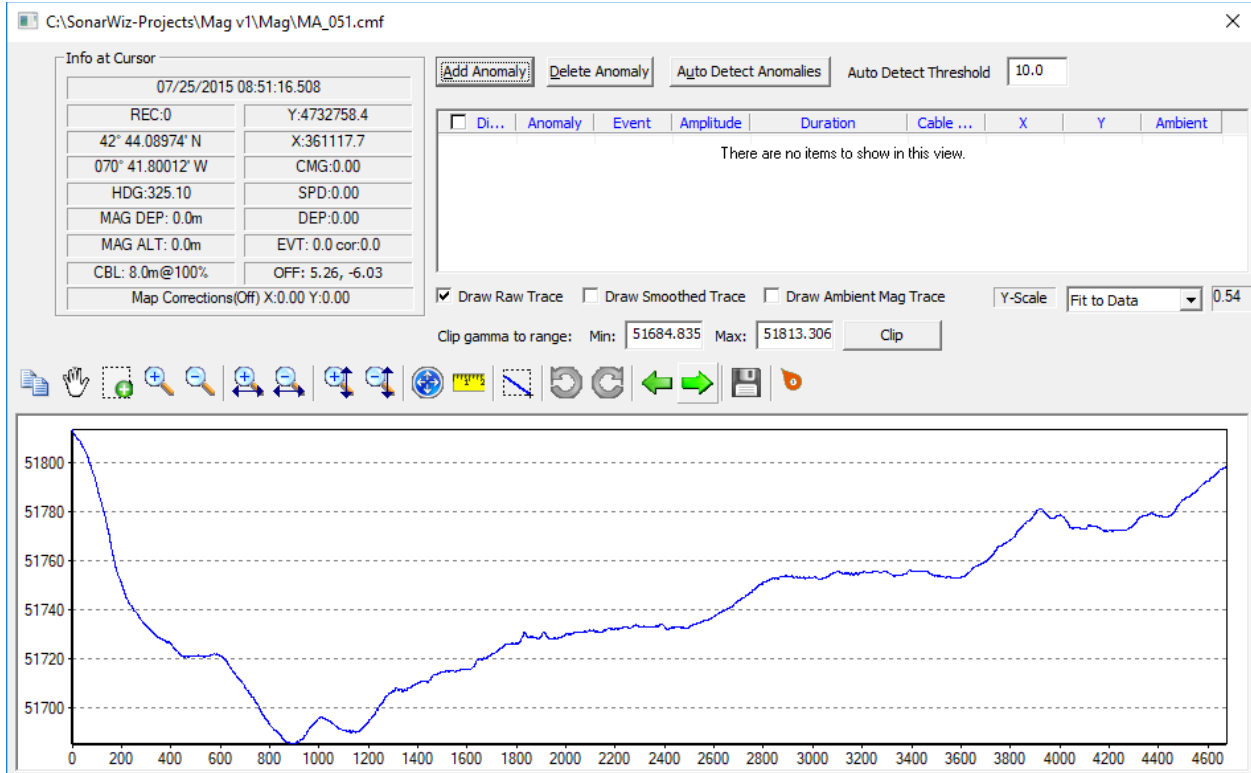 C:\SonarWiz-Projects\Mag v1\Mag\MA_051.cmf
Info at Cursor
07/25/2015 08:51:16.508
REC:0 Y:4732758.4
42° 44.08974' N X:361117.7
070° 41.80012' W CMG:0.00
HDG:325.10 SPD:0.00
MAG DEP: 0.0m DEP:0.00
MAG ALT: 0.0m EVT: 0.0 cor:0.0
CBL: 8.0m@100% OFF: 5.26, -6.03
Map Corrections(Off) X:0.00 Y:0.00
Add Anomaly Delete Anomaly Auto Detect Anomalies Auto Detect Threshold 10.0
Di... Anomaly Event Amplitude Duration Cable ... X Y Ambient
There are no items to show in this view.
Draw Raw Trace Draw Smoothed Trace Draw Ambient Mag Trace Y-Scale Fit to Data 0.54
Clip gamma to range: Min: 51684.835 Max: 51813.306 Clip
51800
51780
51760
51740
51720
51700
0 200 400 600 800 1000 1200 1400 1600 1800 2000 2200 2400 2600 2800 3000 3200 3400 3600 3800 4000 4200 4400 4600